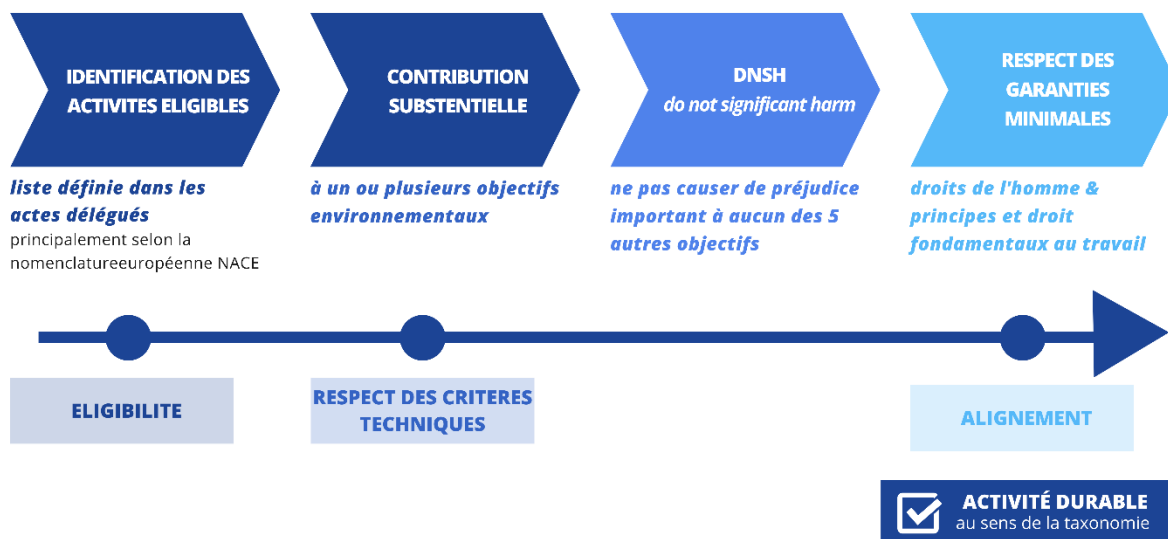 IDENTIFICATION DES
ACTIVITES ELIGIBLES
CONTRIBUTION
SUBSTENTIELLE
DNSH
do not significant harm
RESPECT DES
GARANTIES
MINIMALES
liste définie dans les
actes délégués
principalement selon la
nomenclatureeuropéenne NACE
à un ou plusieurs objectifs
environnementaux
ne pas causer de préjudice
important à aucun des 5
autres objectifs
droits de l'homme &
principes et droit
fondamentaux au travail
ELIGIBILITE
RESPECT DES CRITERES
TECHNIQUES
ALIGNEMENT
ACTIVITÉ DURABLE
au sens de la taxonomie